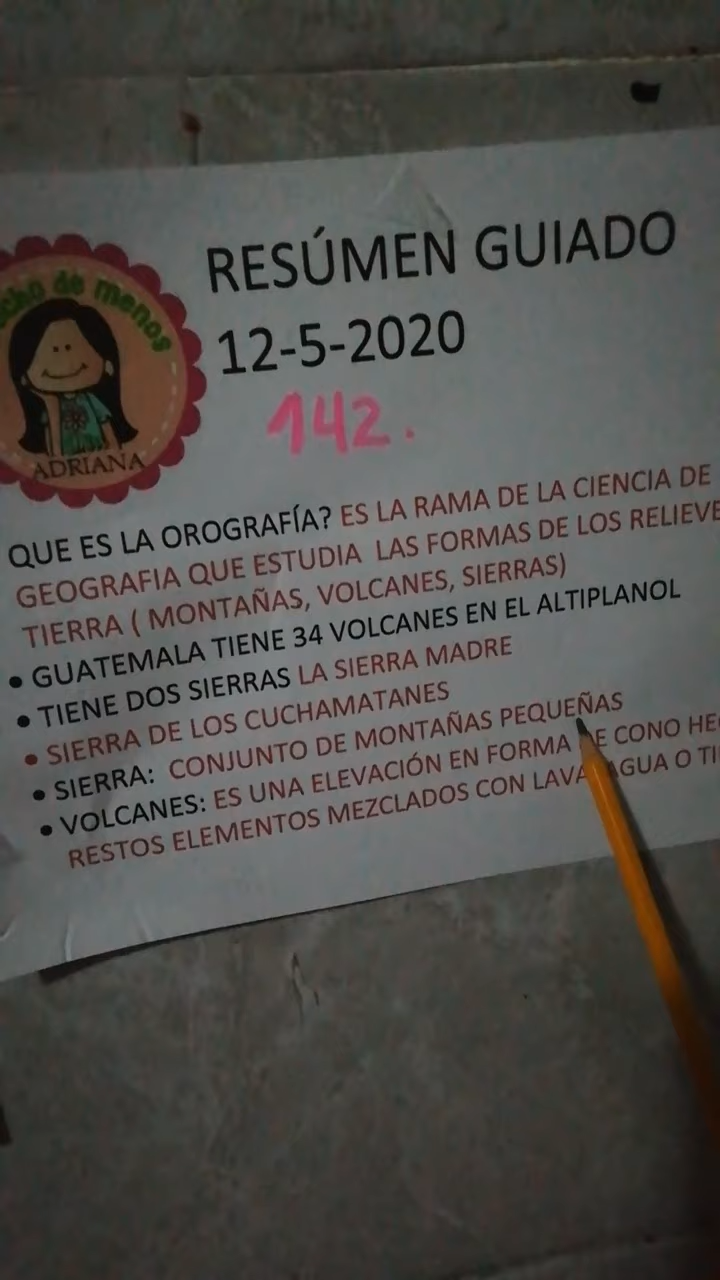 de menos
ADRIANA
RESÚMEN GUIADO
12-5-2020
142.
QUE ES LA OROGRAFÍA? ES LA RAMA DE LA CIENCIA DE
GEOGRAFIA QUE ESTUDIA LAS FORMAS DE LOS RELIEVE
TIERRA ( MONTAÑAS, VOLCANES, SIERRAS)
• GUATEMALA TIENE 34 VOLCANES EN EL ALTIPLANOL
• TIENE DOS SIERRAS LA SIERRA MADRE
• SIERRA DE LOS CUCHAMATANES
• SIERRA: CONJUNTO DE MONTAÑAS PEQUEÑAS
• VOLCANES: ES UNA ELEVACIÓN EN FORMA DE CONO
RESTOS ELEMENTOS MEZCLADOS CON LAVA AGUA O